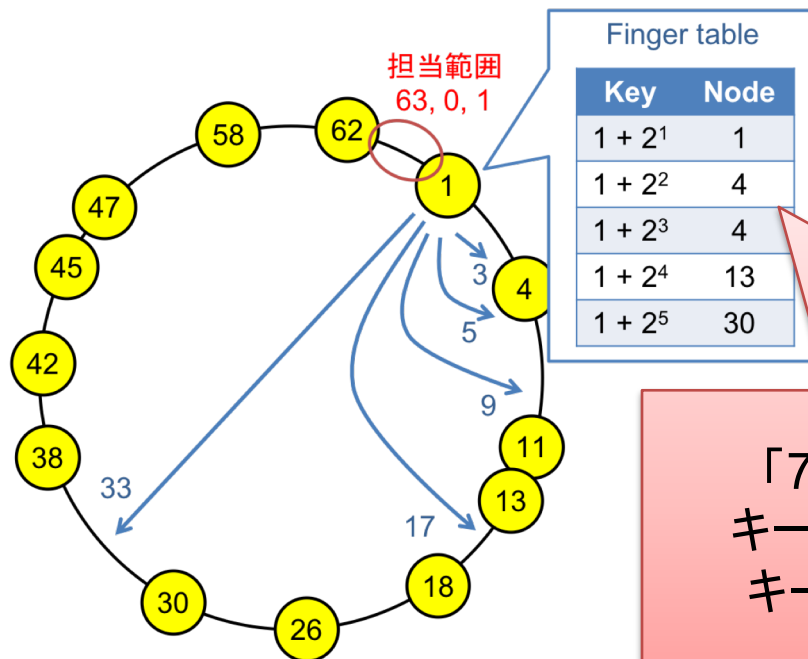 Finger table
Key Node
1 + 2¹ 1
1 + 2² 4
1 + 2³ 4
1 + 2⁴ 13
1 + 2⁵ 30
担当範囲
63, 0, 1
62
58
1
47
45
3
4
5
42
9
11
38
33
13
17
18
30
26
「7
キー
キー